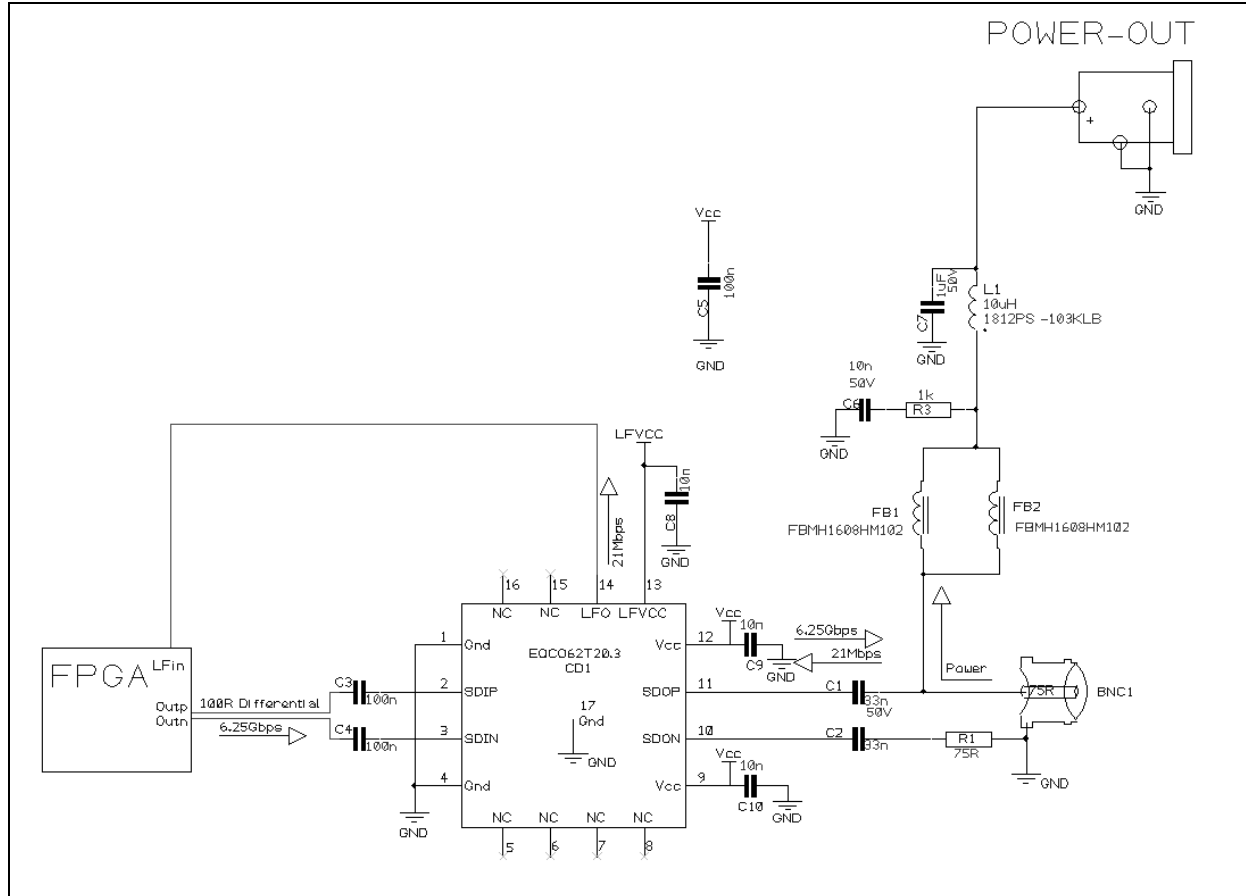 POWER-OUT
+
GND
Vcc
C5
100n
GND
C7
1uF
50V
GND
L1
10uH
1812PS -103KLB
10n
50V
C6
1k
R3
GND
LFVCC
10n
C8
GND
21Mbps
FB1
FBMH1608HM102
FB2
FBMH1608HM102
16
15
14
13
NC
NC
LFO
LFVCC
FPGA
LFin
Outp
Outn
100R Differential
6.25Gbps
C3
100n
C4
100n
1
Gnd
2
SDIP
3
SDIN
4
Gnd
GND
EQCO62T20.3
CD1
17
Gnd
GND
Vcc
12
SDOP
11
SDON
10
Vcc
9
NC
NC
NC
NC
5
6
7
8
Vcc
10n
C9
GND
6.25Gbps
21Mbps
Power
C1
33n
50V
C2
33n
R1
75R
75R
BNC1
GND
Vcc
10n
C10
GND